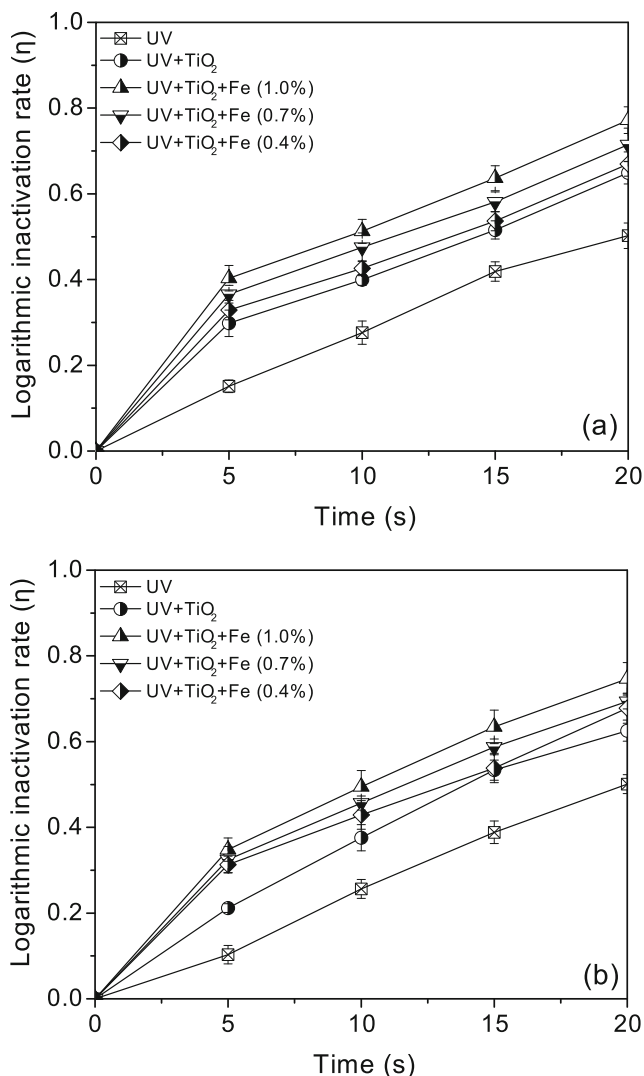 Logarithmic inactivation rate (η)
1.0
0.8
0.6
0.4
0.2
0.0
UV
UV+TiO₂
UV+TiO₂+Fe (1.0%)
UV+TiO₂+Fe (0.7%)
UV+TiO₂+Fe (0.4%)
(a)
0 5 10 15 20
Time (s)
Logarithmic inactivation rate (η)
1.0
0.8
0.6
0.4
0.2
0.0
UV
UV+TiO₂
UV+TiO₂+Fe (1.0%)
UV+TiO₂+Fe (0.7%)
UV+TiO₂+Fe (0.4%)
(b)
0 5 10 15 20
Time (s)